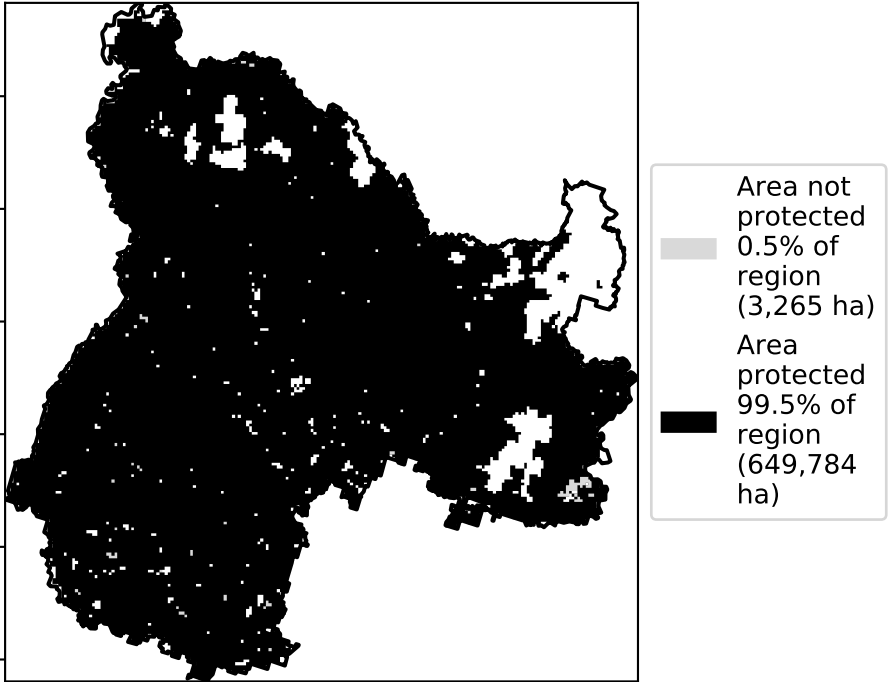 Area not
protected
0.5% of
region
(3,265 ha)
Area
protected
99.5% of
region
(649,784
ha)